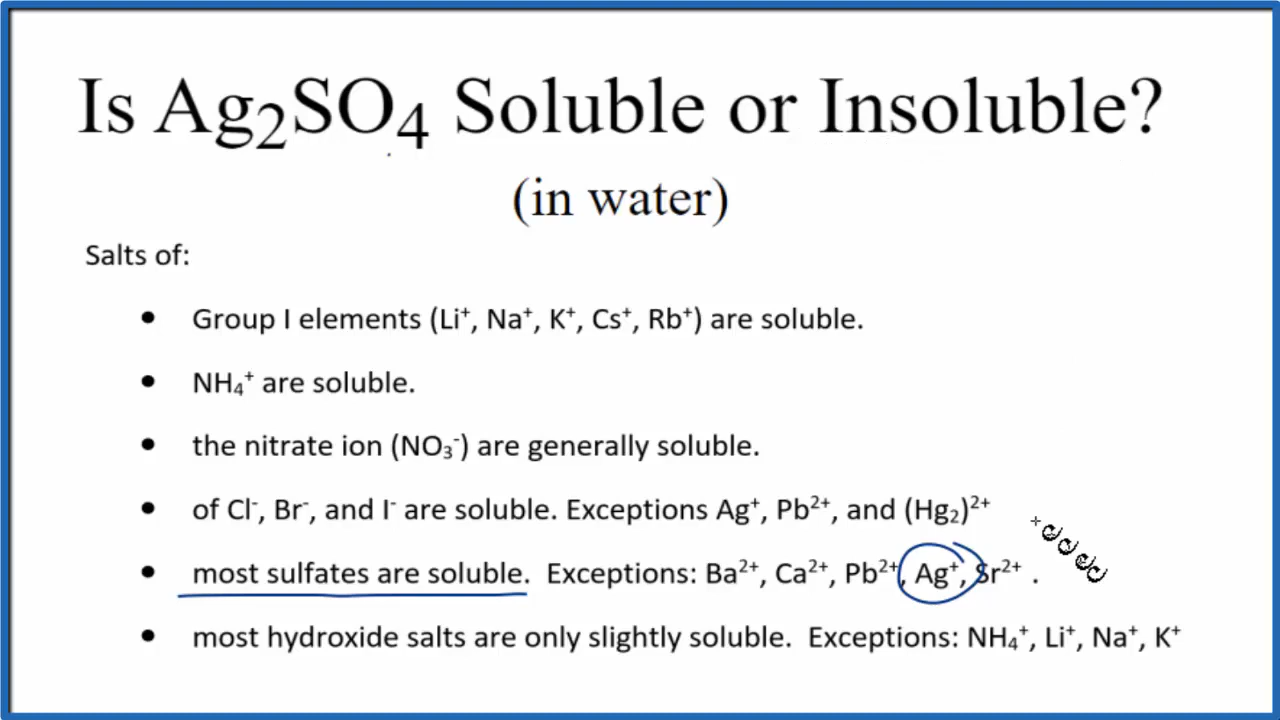 Is Ag₂SO₄ Soluble or Insoluble?
(in water)
Salts of:
• Group I elements (Li⁺, Na⁺, K⁺, Cs⁺, Rb⁺) are soluble.
• NH₄⁺ are soluble.
• the nitrate ion (NO₃⁻) are generally soluble.
• of Cl⁻, Br⁻, and I⁻ are soluble. Exceptions Ag⁺, Pb²⁺, and (Hg₂)²⁺
• most sulfates are soluble. Exceptions: Ba²⁺, Ca²⁺, Pb²⁺, Ag⁺, Sr²⁺ .
• most hydroxide salts are only slightly soluble. Exceptions: NH₄⁺, Li⁺, Na⁺, K⁺